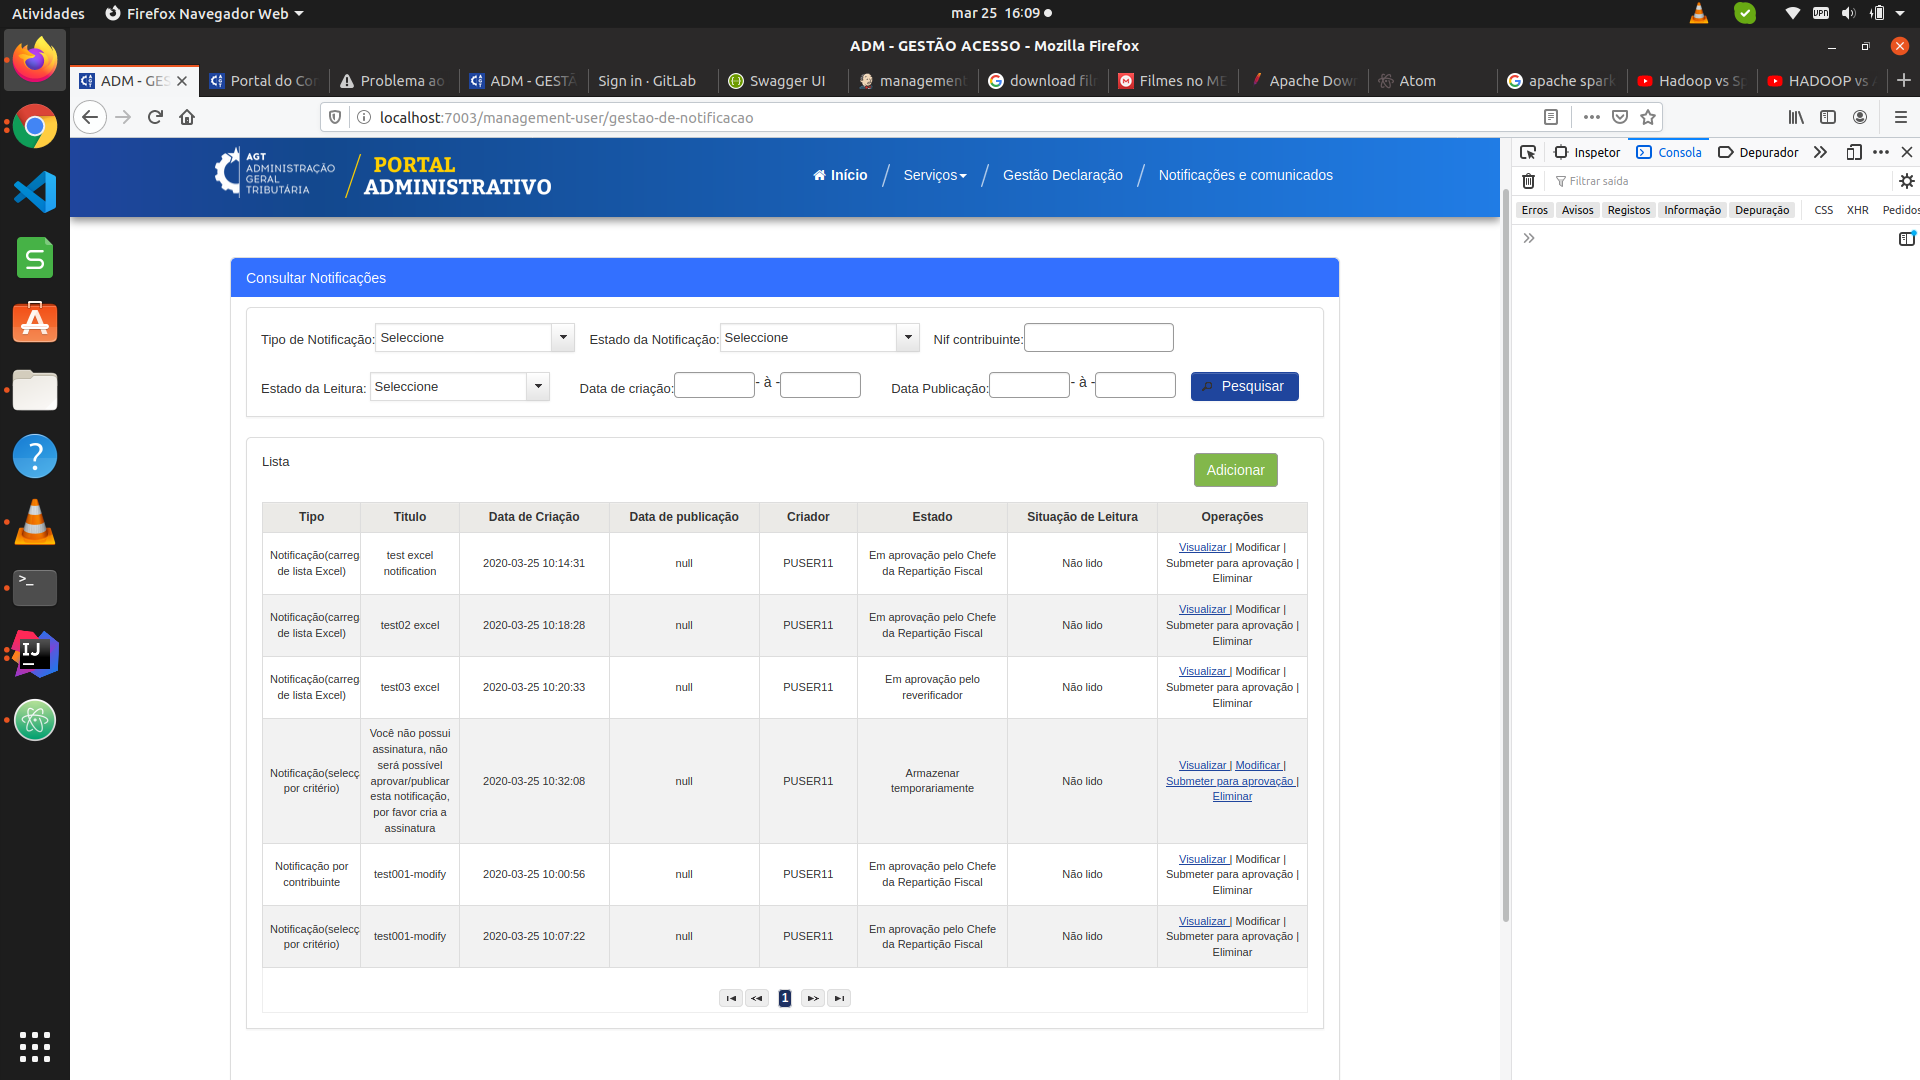 Atividades Firefox Navegador Web mar 25 16:09 VPN
ADM - GESTÃO ACESSO - Mozilla Firefox
ADM - GES Portal do Co Problema ao ADM - GESTÃ Sign in · GitLab Swagger UI management download fil Filmes no ME Apache Dow Atom apache spark Hadoop vs Sp HADOOP vs
localhost:7003/management-user/gestao-de-notificacao
AGT
ADMINISTRAÇÃO
GERAL
TRIBUTÁRIA
PORTAL
ADMINISTRATIVO
Início Serviços Gestão Declaração Notificações e comunicados
Inspetor Consola Depurador
Filtrar saída
Erros Avisos Registos Informação Depuração CSS XHR Pedidos
Consultar Notificações
Tipo de Notificação: Seleccione Estado da Notificação: Seleccione Nif contribuinte:
Estado da Leitura: Seleccione Data de criação: - à - Data Publicação: - à - Pesquisar
Lista Adicionar
Tipo Titulo Data de Criação Data de publicação Criador Estado Situação de Leitura Operações
Notificação(carreg de lista Excel) test excel notification 2020-03-25 10:14:31 null PUSER11 Em aprovação pelo Chefe da Repartição Fiscal Não lido Visualizar | Modificar | Submeter para aprovação | Eliminar
Notificação(carreg de lista Excel) test02 excel 2020-03-25 10:18:28 null PUSER11 Em aprovação pelo Chefe da Repartição Fiscal Não lido Visualizar | Modificar | Submeter para aprovação | Eliminar
Notificação(carreg de lista Excel) test03 excel 2020-03-25 10:20:33 null PUSER11 Em aprovação pelo reverificador Não lido Visualizar | Modificar | Submeter para aprovação | Eliminar
Notificação(selecç por critério) Você não possui assinatura, não será possível aprovar/publicar esta notificação, por favor cria a assinatura 2020-03-25 10:32:08 null PUSER11 Armazenar temporariamente Não lido Visualizar | Modificar | Submeter para aprovação | Eliminar
Notificação por contribuinte test001-modify 2020-03-25 10:00:56 null PUSER11 Em aprovação pelo Chefe da Repartição Fiscal Não lido Visualizar | Modificar | Submeter para aprovação | Eliminar
Notificação(selecç por critério) test001-modify 2020-03-25 10:07:22 null PUSER11 Em aprovação pelo Chefe da Repartição Fiscal Não lido Visualizar | Modificar | Submeter para aprovação | Eliminar
1